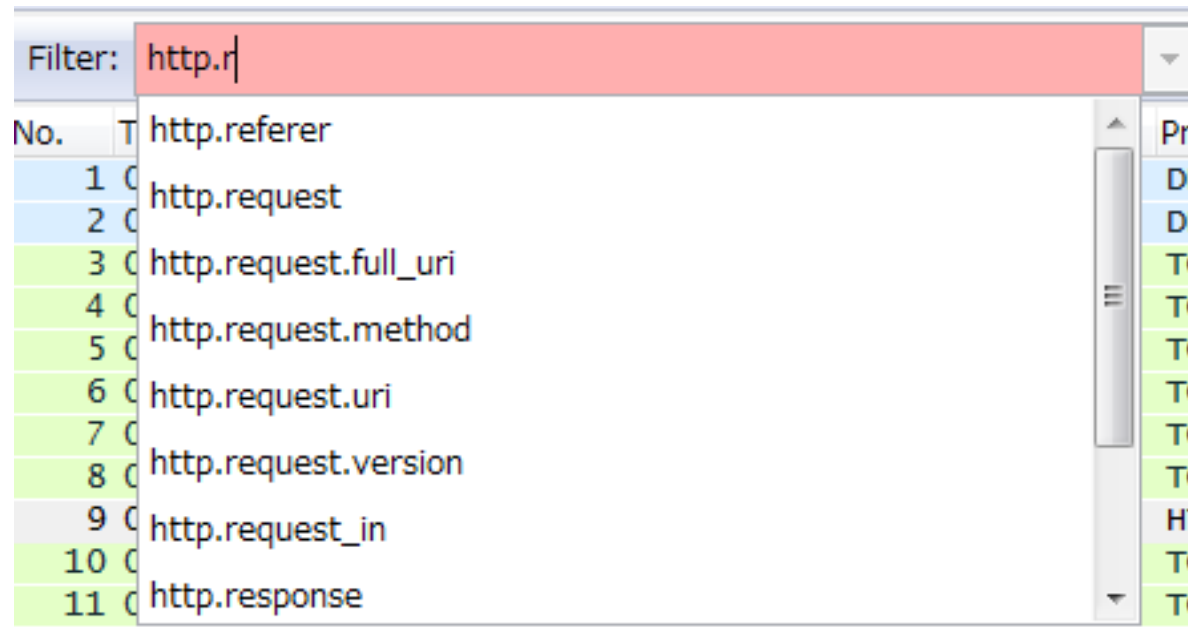 Filter: http.r
No.
http.referer
1
http.request
2
3
http.request.full_uri
4
http.request.method
5
6
http.request.uri
7
http.request.version
8
9
http.request_in
10
http.response
11